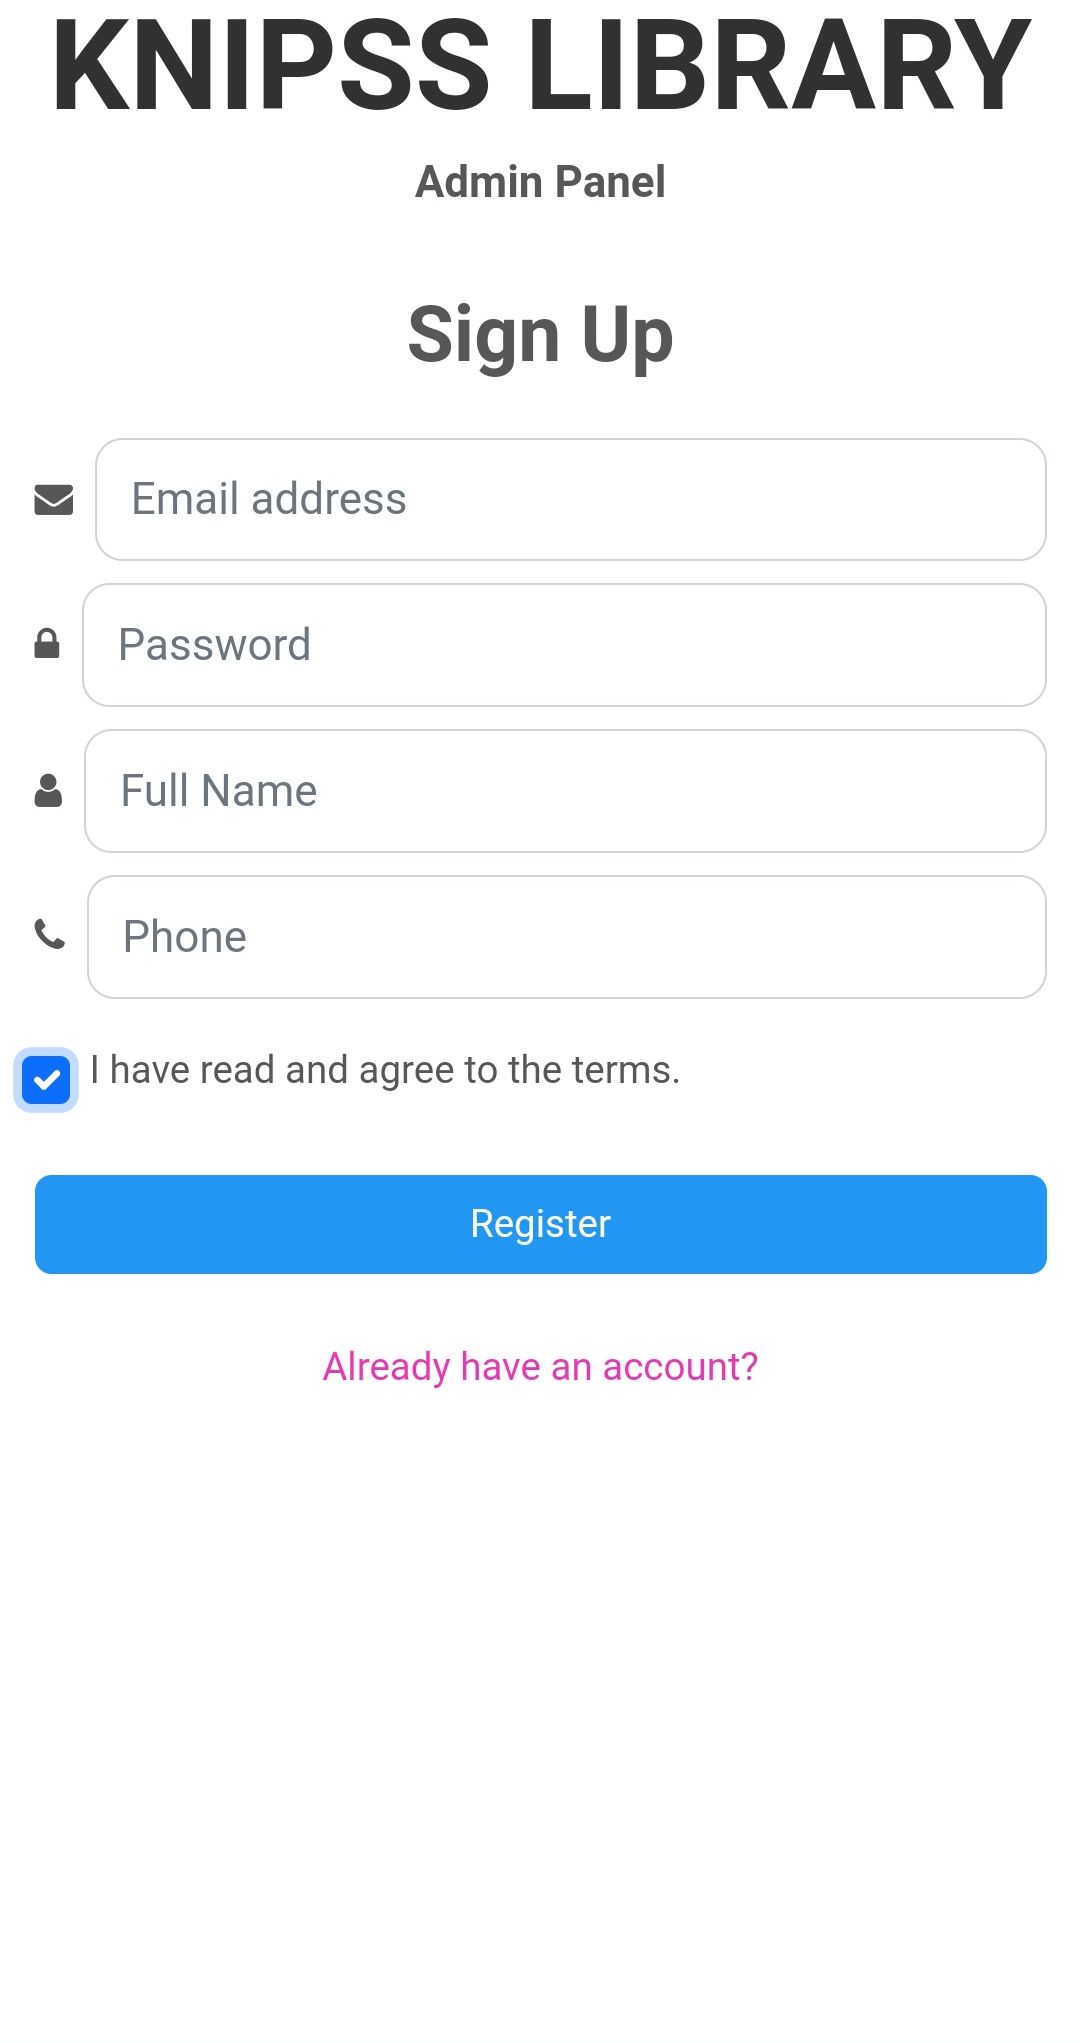 KNIPSS LIBRARY
Admin Panel
Sign Up
Email address
Password
Full Name
Phone
I have read and agree to the terms.
Register
Already have an account?